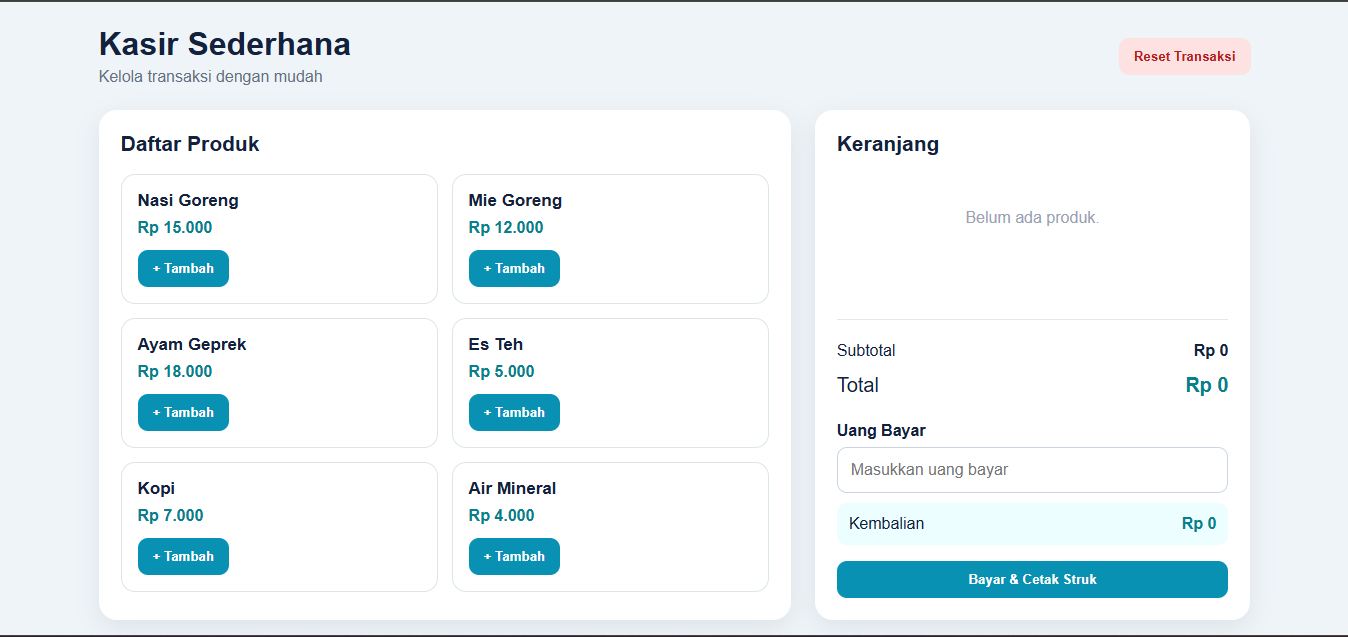 Kasir Sederhana
Kelola transaksi dengan mudah
Reset Transaksi
Daftar Produk
Nasi Goreng
Rp 15.000
+ Tambah
Mie Goreng
Rp 12.000
+ Tambah
Ayam Geprek
Rp 18.000
+ Tambah
Es Teh
Rp 5.000
+ Tambah
Kopi
Rp 7.000
+ Tambah
Air Mineral
Rp 4.000
+ Tambah
Keranjang
Belum ada produk.
Subtotal Rp 0
Total Rp 0
Uang Bayar
Masukkan uang bayar
Kembalian Rp 0
Bayar & Cetak Struk